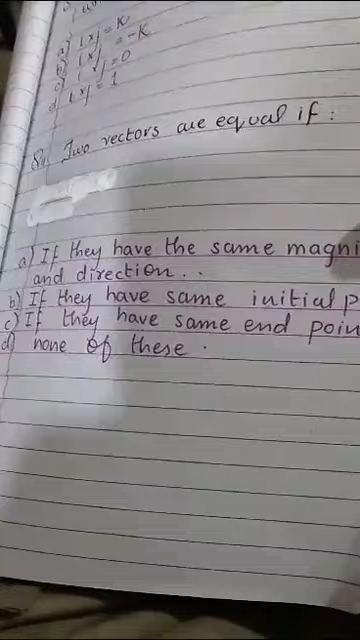 a) i x j = K
b) i x j = -K
c) i x j = 0
d) i x j = 1
Two vectors are equal if :
a) If they have the same magni
and direction..
b) If they have same initial p
c) If they have same end poin
d) none of these .